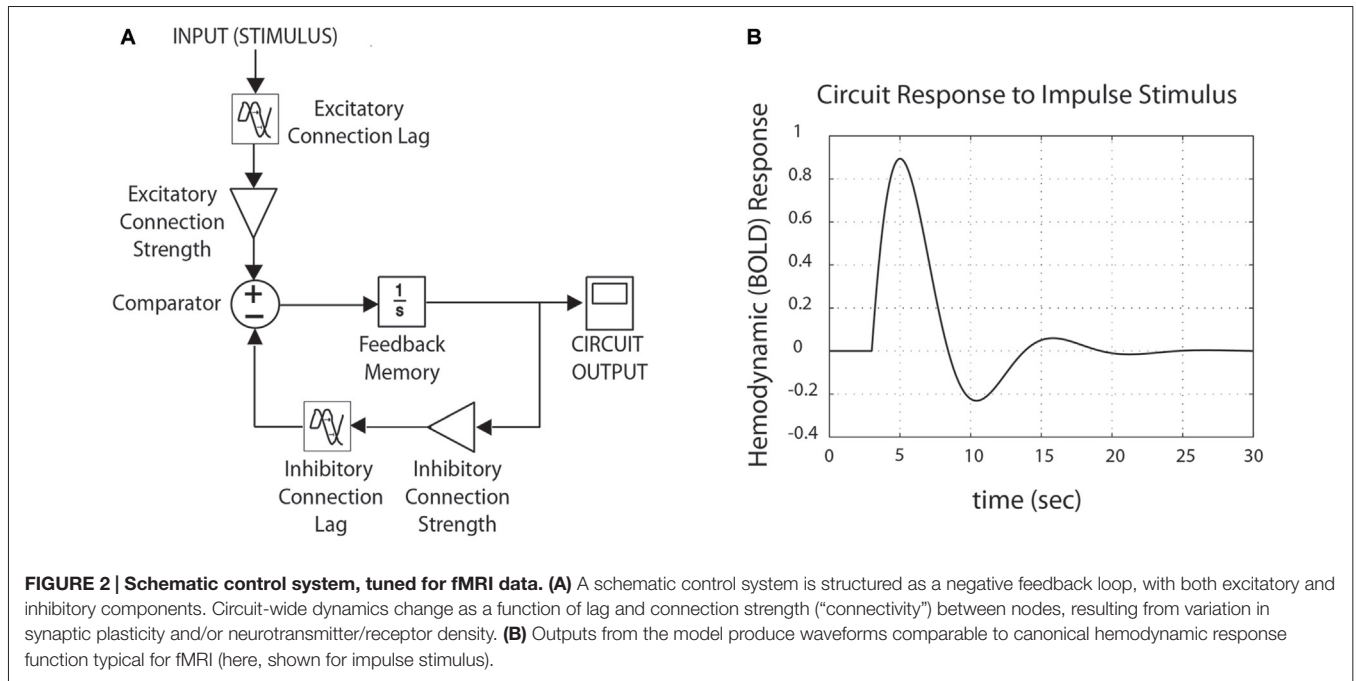 A
INPUT (STIMULUS)
Excitatory
Connection Lag
Excitatory
Connection
Strength
Comparator
+
−
1
s
Feedback
Memory
CIRCUIT
OUTPUT
Inhibitory
Connection
Lag
Inhibitory
Connection
Strength
B
Circuit Response to Impulse Stimulus
Hemodynamic (BOLD) Response
1
0.8
0.6
0.4
0.2
0
-0.2
-0.4
0 5 10 15 20 25 30
time (sec)
FIGURE 2 | Schematic control system, tuned for fMRI data. (A) A schematic control system is structured as a negative feedback loop, with both excitatory and
inhibitory components. Circuit-wide dynamics change as a function of lag and connection strength (“connectivity”) between nodes, resulting from variation in
synaptic plasticity and/or neurotransmitter/receptor density. (B) Outputs from the model produce waveforms comparable to canonical hemodynamic response
function typical for fMRI (here, shown for impulse stimulus).